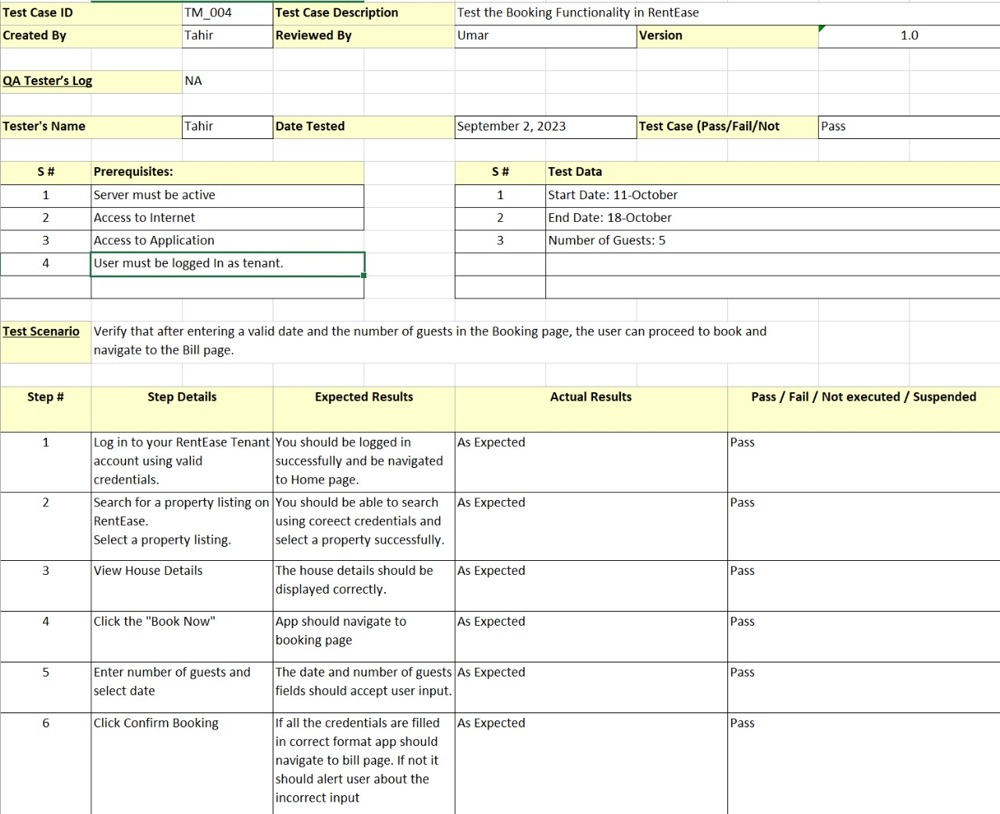 Test Case ID TM_004 Test Case Description Test the Booking Functionality in RentEase
Created By Tahir Reviewed By Umar Version 1.0
QA Tester's Log NA
Tester's Name Tahir Date Tested September 2, 2023 Test Case (Pass/Fail/Not Pass
S # Prerequisites: S # Test Data
1 Server must be active 1 Start Date: 11-October
2 Access to Internet 2 End Date: 18-October
3 Access to Application 3 Number of Guests: 5
4 User must be logged In as tenant.
Test Scenario Verify that after entering a valid date and the number of guests in the Booking page, the user can proceed to book and
navigate to the Bill page.
Step # Step Details Expected Results Actual Results Pass / Fail / Not executed / Suspended
1 Log in to your RentEase Tenant You should be logged in As Expected Pass
account using valid successfully and be navigated
credentials. to Home page.
2 Search for a property listing on You should be able to search As Expected Pass
RentEase. using coreect credentials and
Select a property listing. select a property successfully.
3 View House Details The house details should be As Expected Pass
displayed correctly.
4 Click the "Book Now" App should navigate to As Expected Pass
booking page
5 Enter number of guests and The date and number of guests As Expected Pass
select date fields should accept user input.
6 Click Confirm Booking If all the credentials are filled As Expected Pass
in correct format app should
navigate to bill page. If not it
should alert user about the
incorrect input